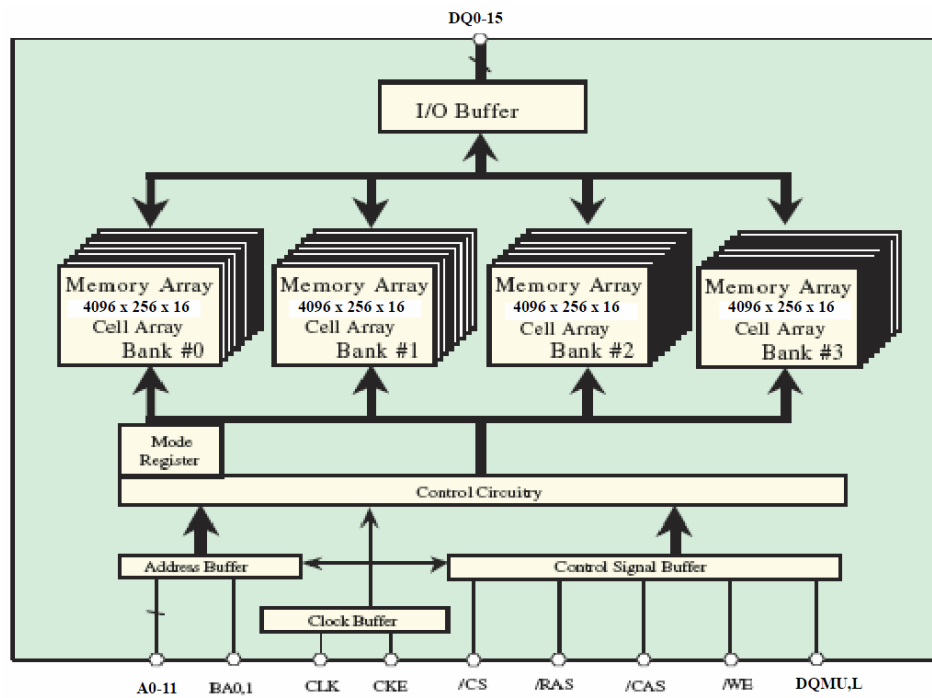 DQ0-15
I/O Buffer
Memory Array
4096 x 256 x 16
Cell Array
Bank #0
Memory Array
4096 x 256 x 16
Cell Array
Bank #1
Memory Array
4096 x 256 x 16
Cell Array
Bank #2
Memory Array
4096 x 256 x 16
Cell Array
Bank #3
Mode
Register
Control Circuitry
Address Buffer
Control Signal Buffer
Clock Buffer
A0-11 BA0,1 CLK CKE /CS /RAS /CAS /WE DQMU,L